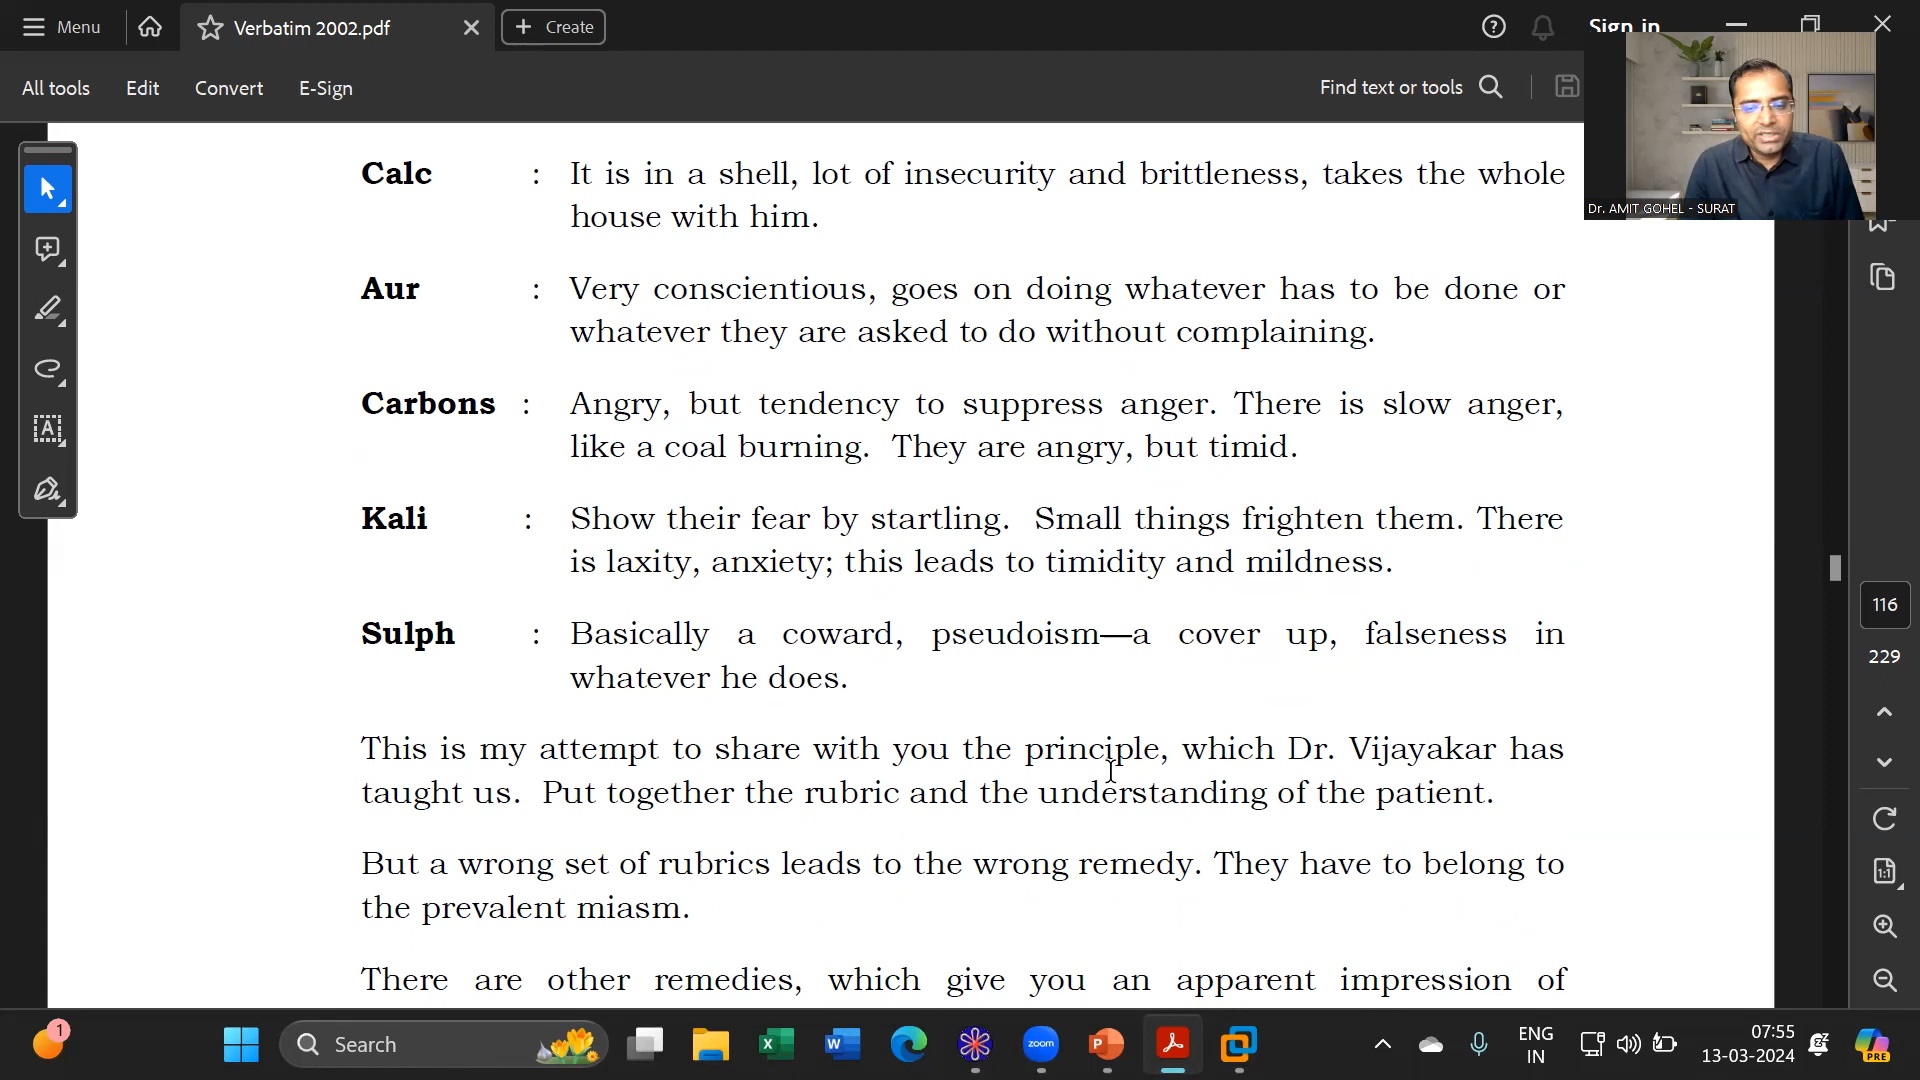 Menu
Verbatim 2002.pdf
Create
Sign in
All tools
Edit
Convert
E-Sign
Find text or tools
Dr. AMIT GOHEL - SURAT
Calc : It is in a shell, lot of insecurity and brittleness, takes the whole
house with him.
Aur : Very conscientious, goes on doing whatever has to be done or
whatever they are asked to do without complaining.
Carbons : Angry, but tendency to suppress anger. There is slow anger,
like a coal burning. They are angry, but timid.
Kali : Show their fear by startling. Small things frighten them. There
is laxity, anxiety; this leads to timidity and mildness.
Sulph : Basically a coward, pseudoism—a cover up, falseness in
whatever he does.
This is my attempt to share with you the principle, which Dr. Vijayakar has
taught us. Put together the rubric and the understanding of the patient.
But a wrong set of rubrics leads to the wrong remedy. They have to belong to
the prevalent miasm.
There are other remedies, which give you an apparent impression of
116
229
1:1
1
Search
zoom
ENG
IN
07:55
13-03-2024
PRE